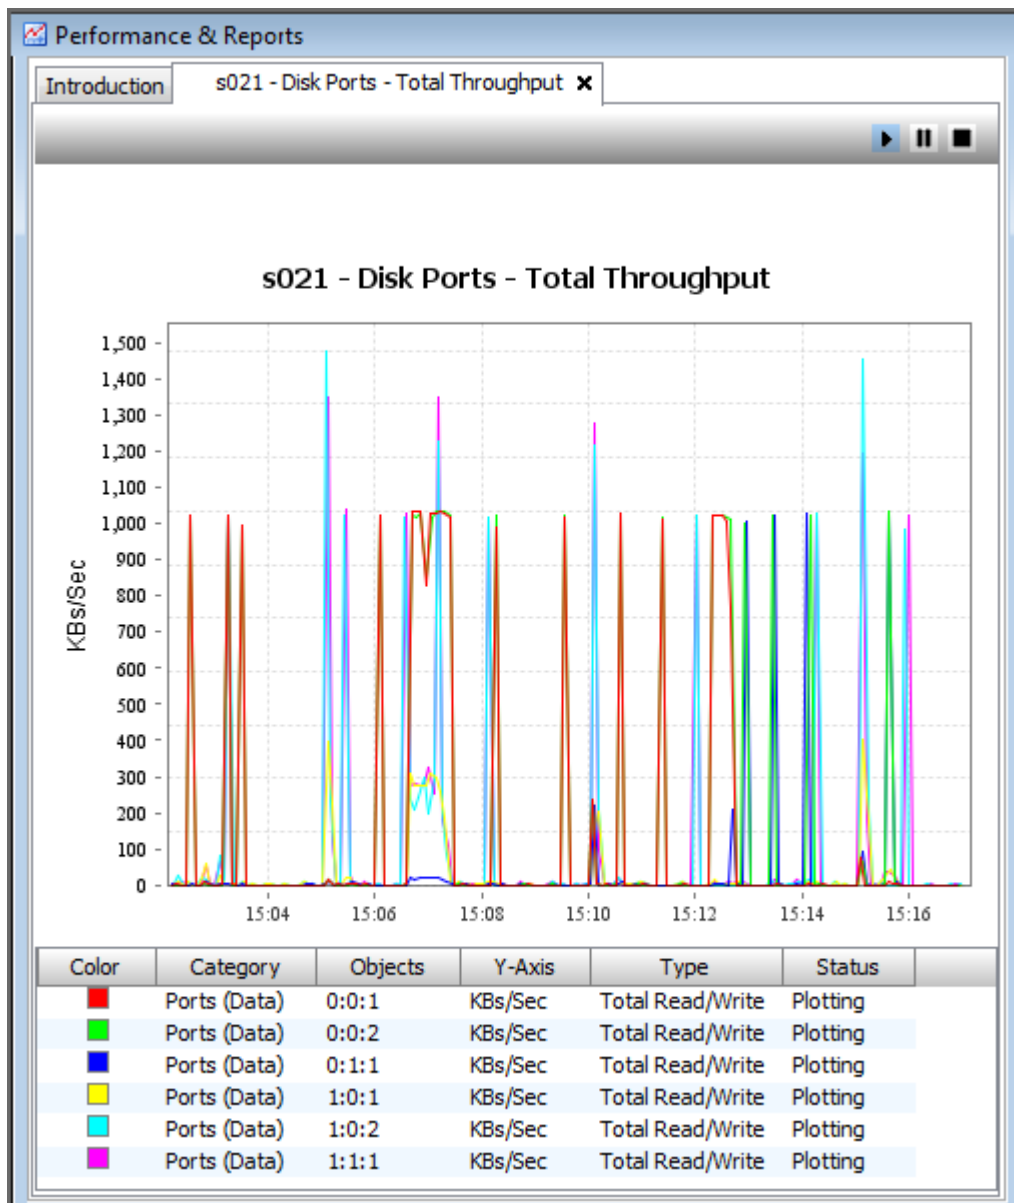 Performance & Reports
Introduction
s021 - Disk Ports - Total Throughput
s021 - Disk Ports - Total Throughput
1,500
1,400
1,300
1,200
1,100
1,000
900
800
700
600
500
400
300
200
100
0
KBs/Sec
15:04 15:06 15:08 15:10 15:12 15:14 15:16
Color Category Objects Y-Axis Type Status
Ports (Data) 0:0:1 KBs/Sec Total Read/Write Plotting
Ports (Data) 0:0:2 KBs/Sec Total Read/Write Plotting
Ports (Data) 0:1:1 KBs/Sec Total Read/Write Plotting
Ports (Data) 1:0:1 KBs/Sec Total Read/Write Plotting
Ports (Data) 1:0:2 KBs/Sec Total Read/Write Plotting
Ports (Data) 1:1:1 KBs/Sec Total Read/Write Plotting